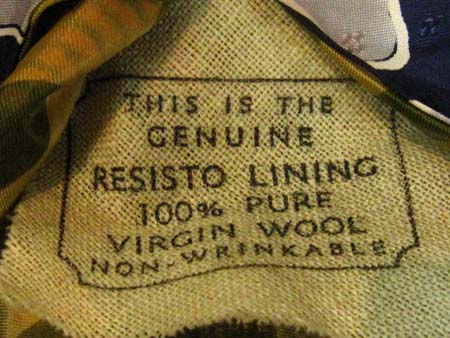 THIS IS THE
GENUINE
RESISTO LINING
100% PURE
VIRGIN WOOL
NON-WRINKABLE